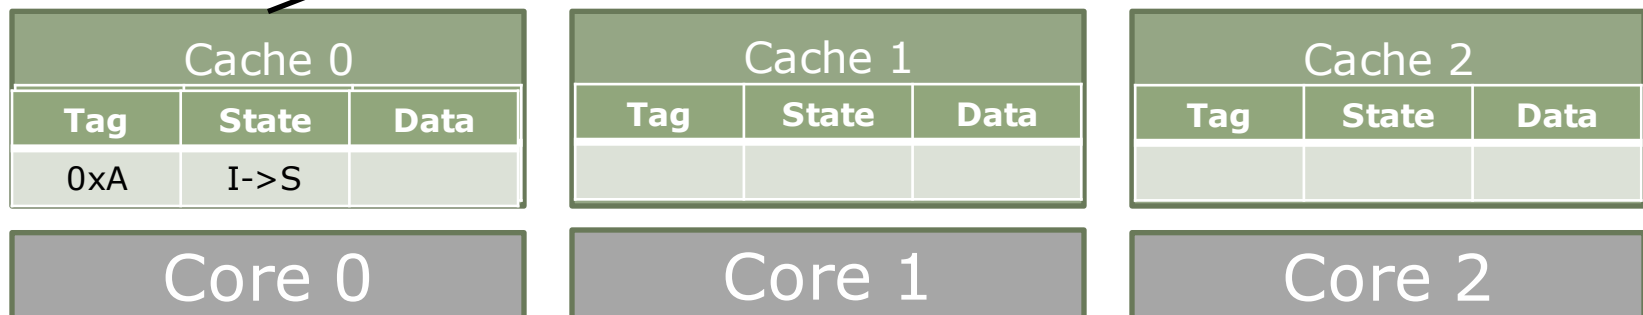 Cache 0
Tag State Data
0xA I->S
Core 0
Cache 1
Tag State Data
Core 1
Cache 2
Tag State Data
Core 2